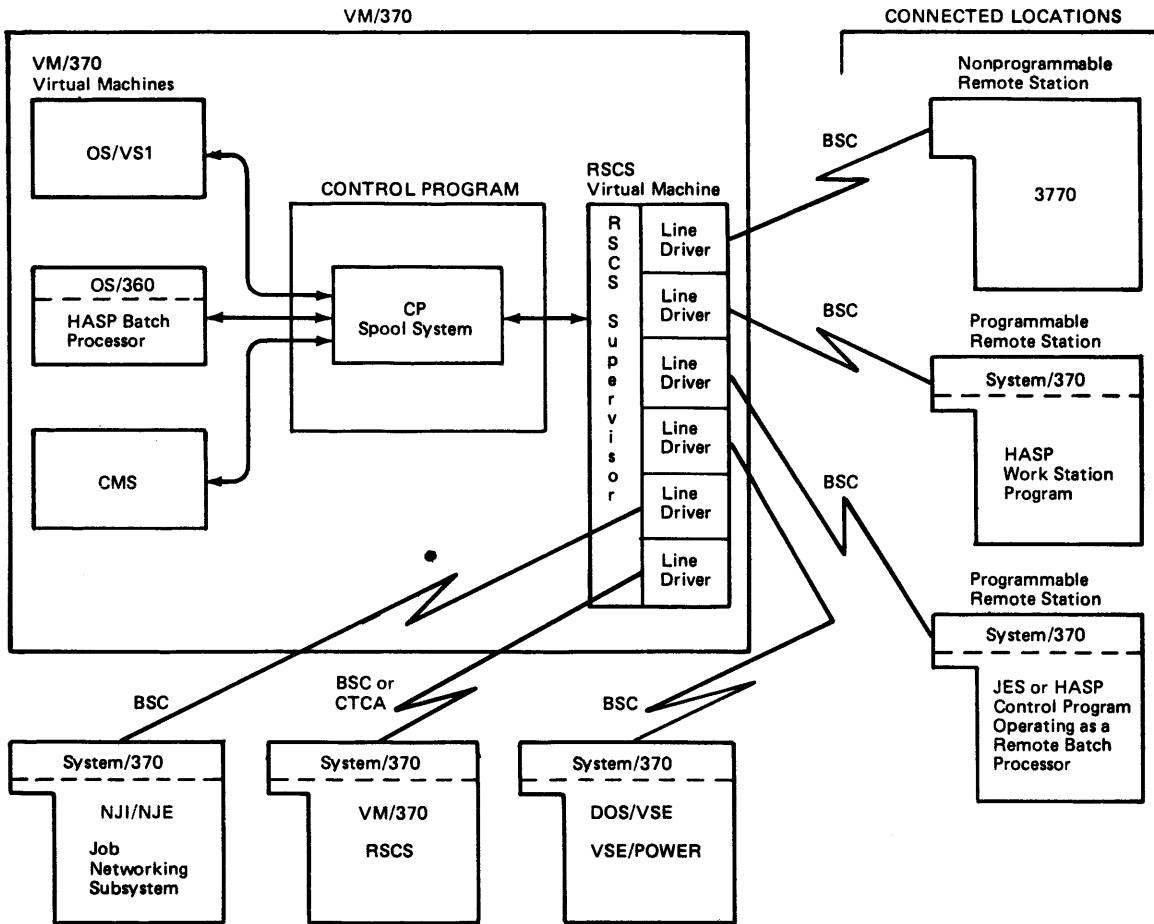 VM/370
CONNECTED LOCATIONS
VM/370
Virtual Machines
OS/VS1
OS/360
HASP Batch
Processor
CMS
CONTROL PROGRAM
CP
Spool System
RSCS
Virtual Machine
RSCS Supervisor
Line
Driver
Line
Driver
Line
Driver
Line
Driver
Line
Driver
Line
Driver
BSC
Nonprogrammable
Remote Station
3770
BSC
Programmable
Remote Station
System/370
HASP
Work Station
Program
BSC
Programmable
Remote Station
System/370
JES or HASP
Control Program
Operating as a
Remote Batch
Processor
BSC
System/370
NJI/NJE
Job
Networking
Subsystem
BSC or
CTCA
System/370
VM/370
RSCS
BSC
System/370
DOS/VSE
VSE/POWER